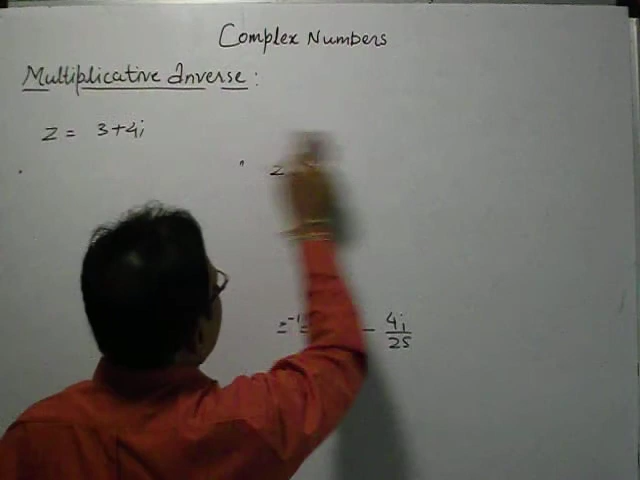 Complex Numbers
Multiplicative Inverse :
z = 3+4i
z
z⁻¹= - 4i/25